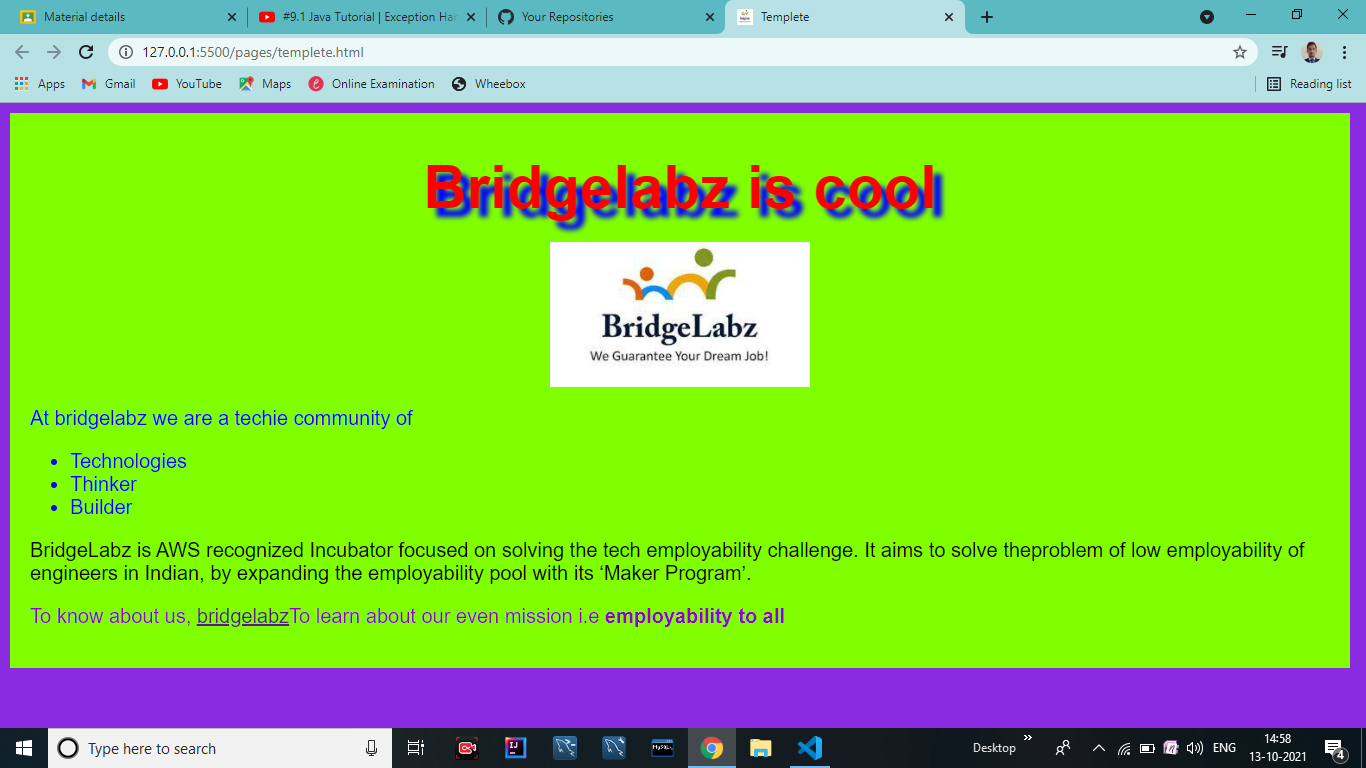 Material details
#9.1 Java Tutorial | Exception Han
Your Repositories
Templete
127.0.0.1:5500/pages/templete.html
Apps
Gmail
YouTube
Maps
Online Examination
Wheebox
Reading list
Bridgelabz is cool
BridgeLabz
We Guarantee Your Dream Job!
At bridgelabz we are a techie community of
Technologies
Thinker
Builder
BridgeLabz is AWS recognized Incubator focused on solving the tech employability challenge. It aims to solve theproblem of low employability of
engineers in Indian, by expanding the employability pool with its ‘Maker Program’.
To know about us, bridgelabzTo learn about our even mission i.e employability to all
Type here to search
IJ
MySQL
Desktop
ENG
14:58
13-10-2021
4